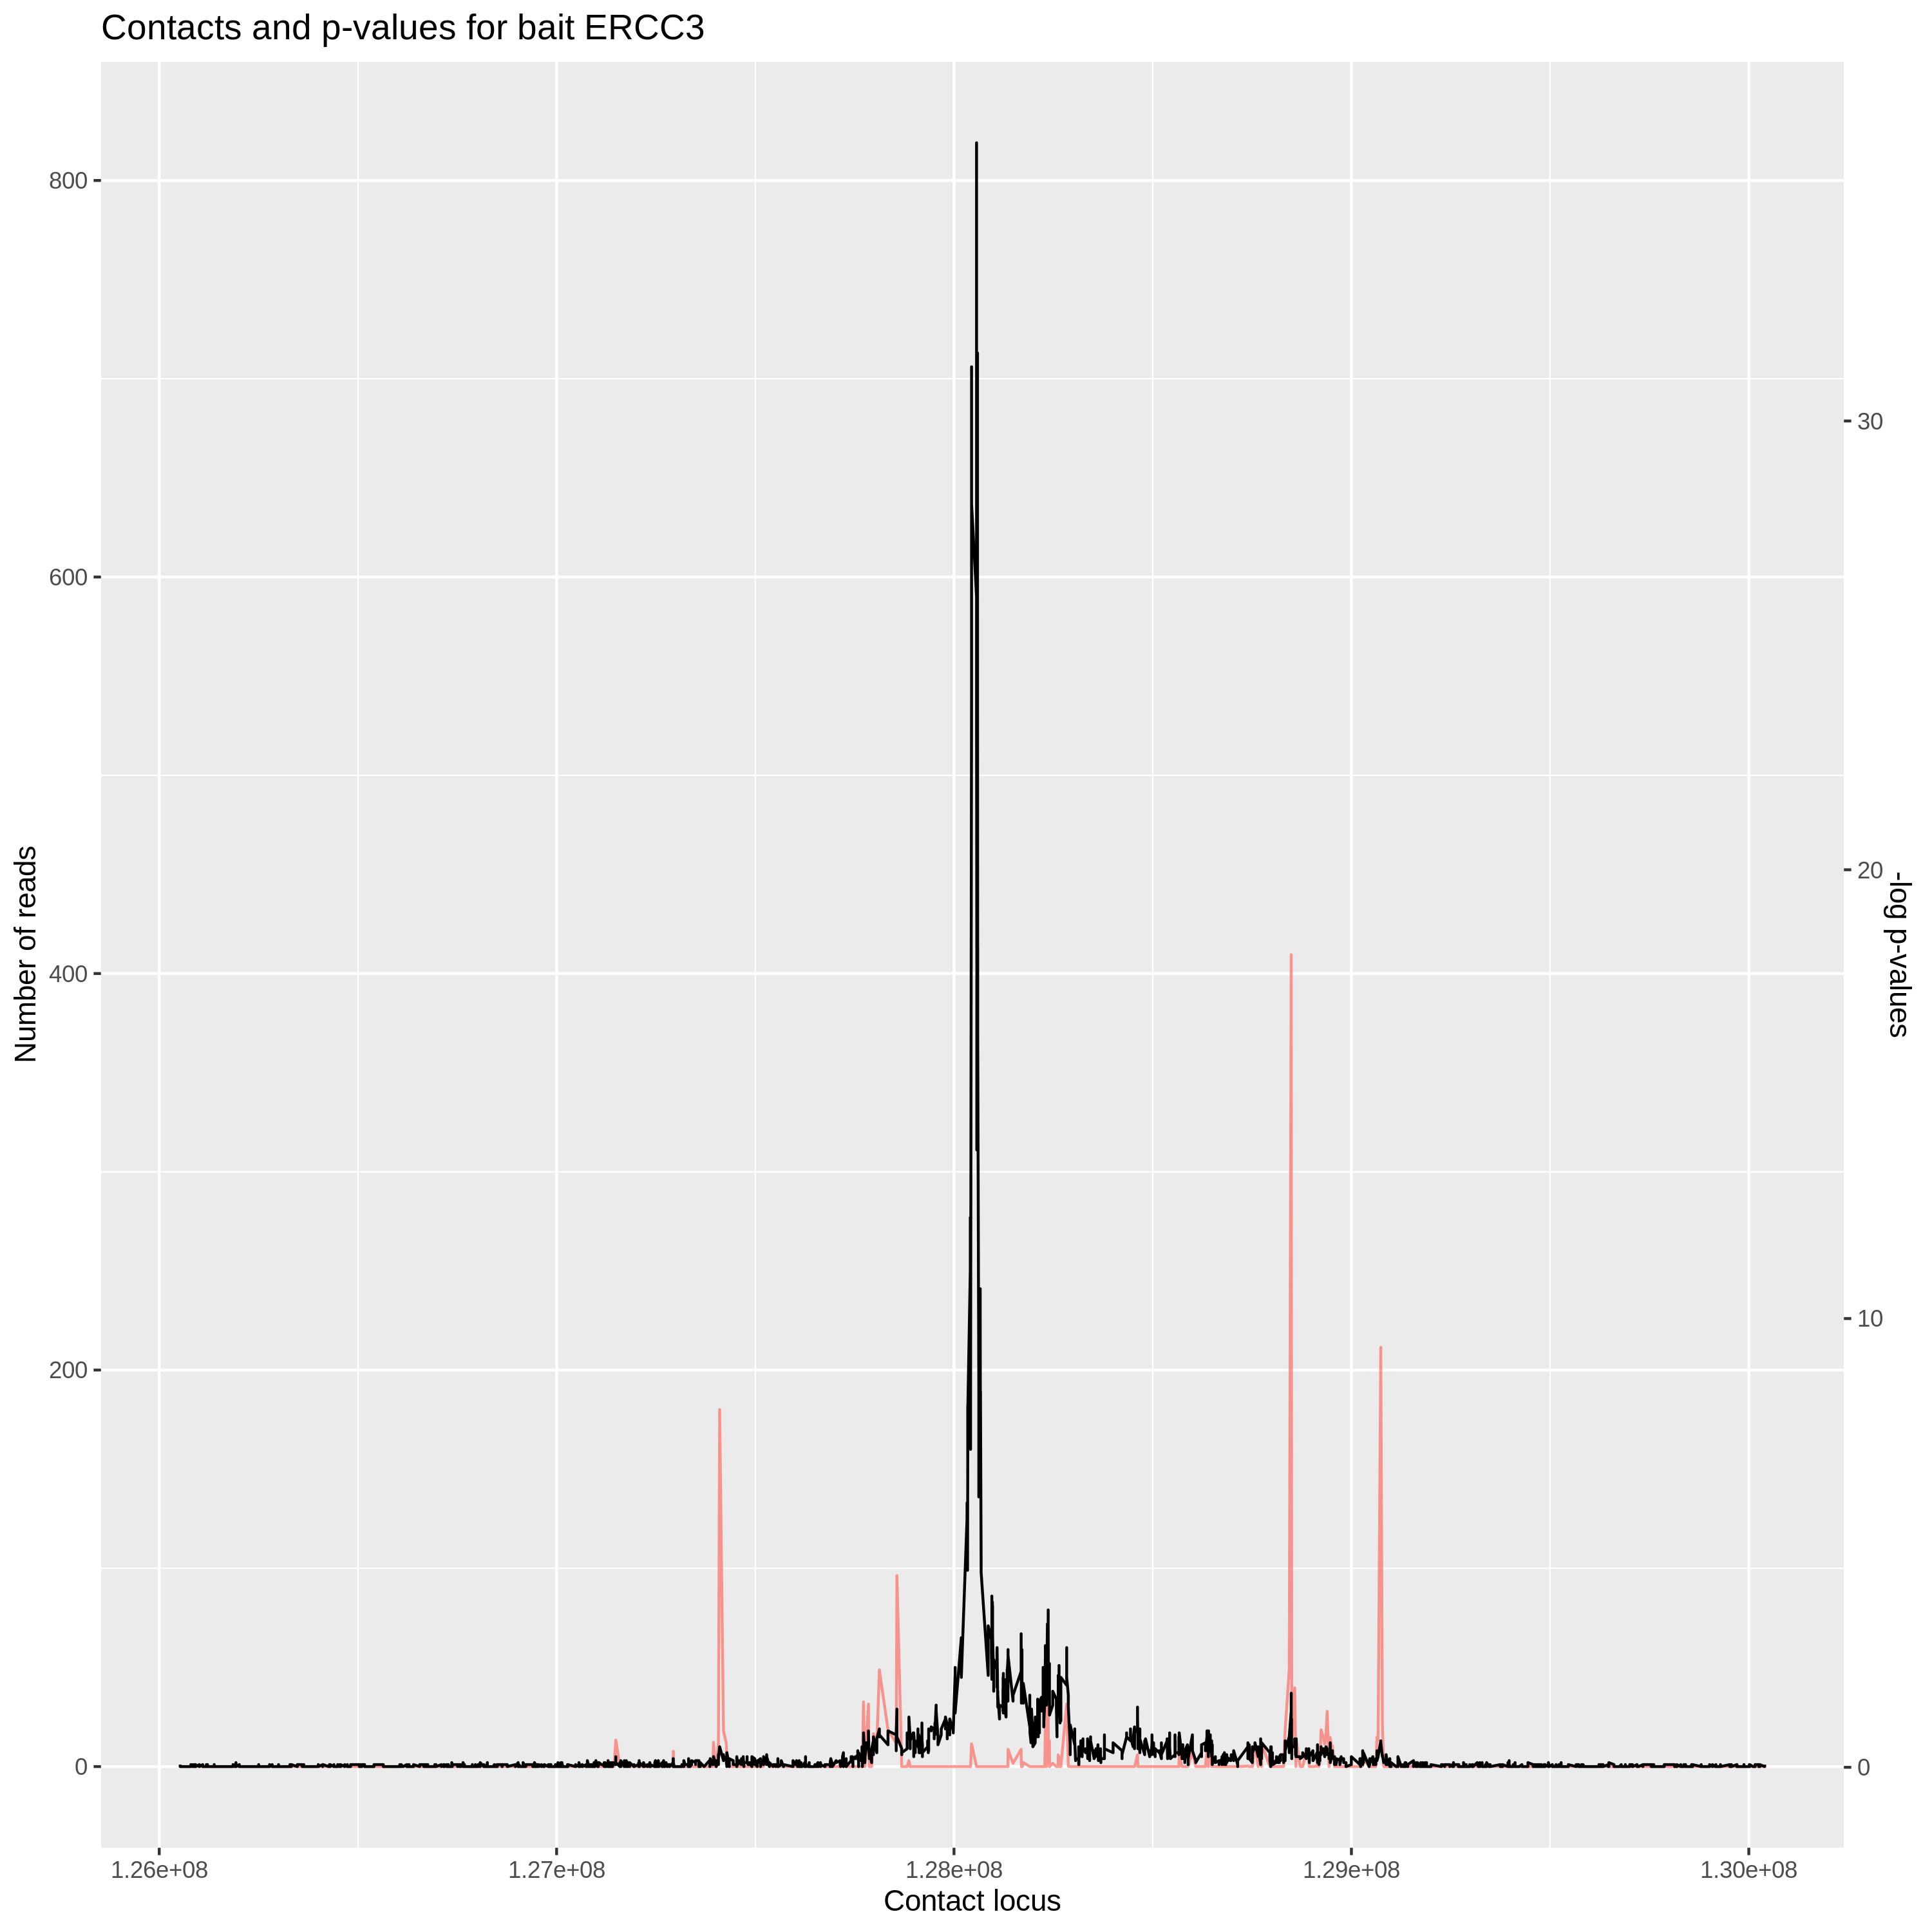 Contacts and p-values for bait ERCC3
800
600
400
200
0
Number of reads
30
20
10
0
-log p-values
1.26e+08 1.27e+08 1.28e+08 1.29e+08 1.30e+08
Contact locus